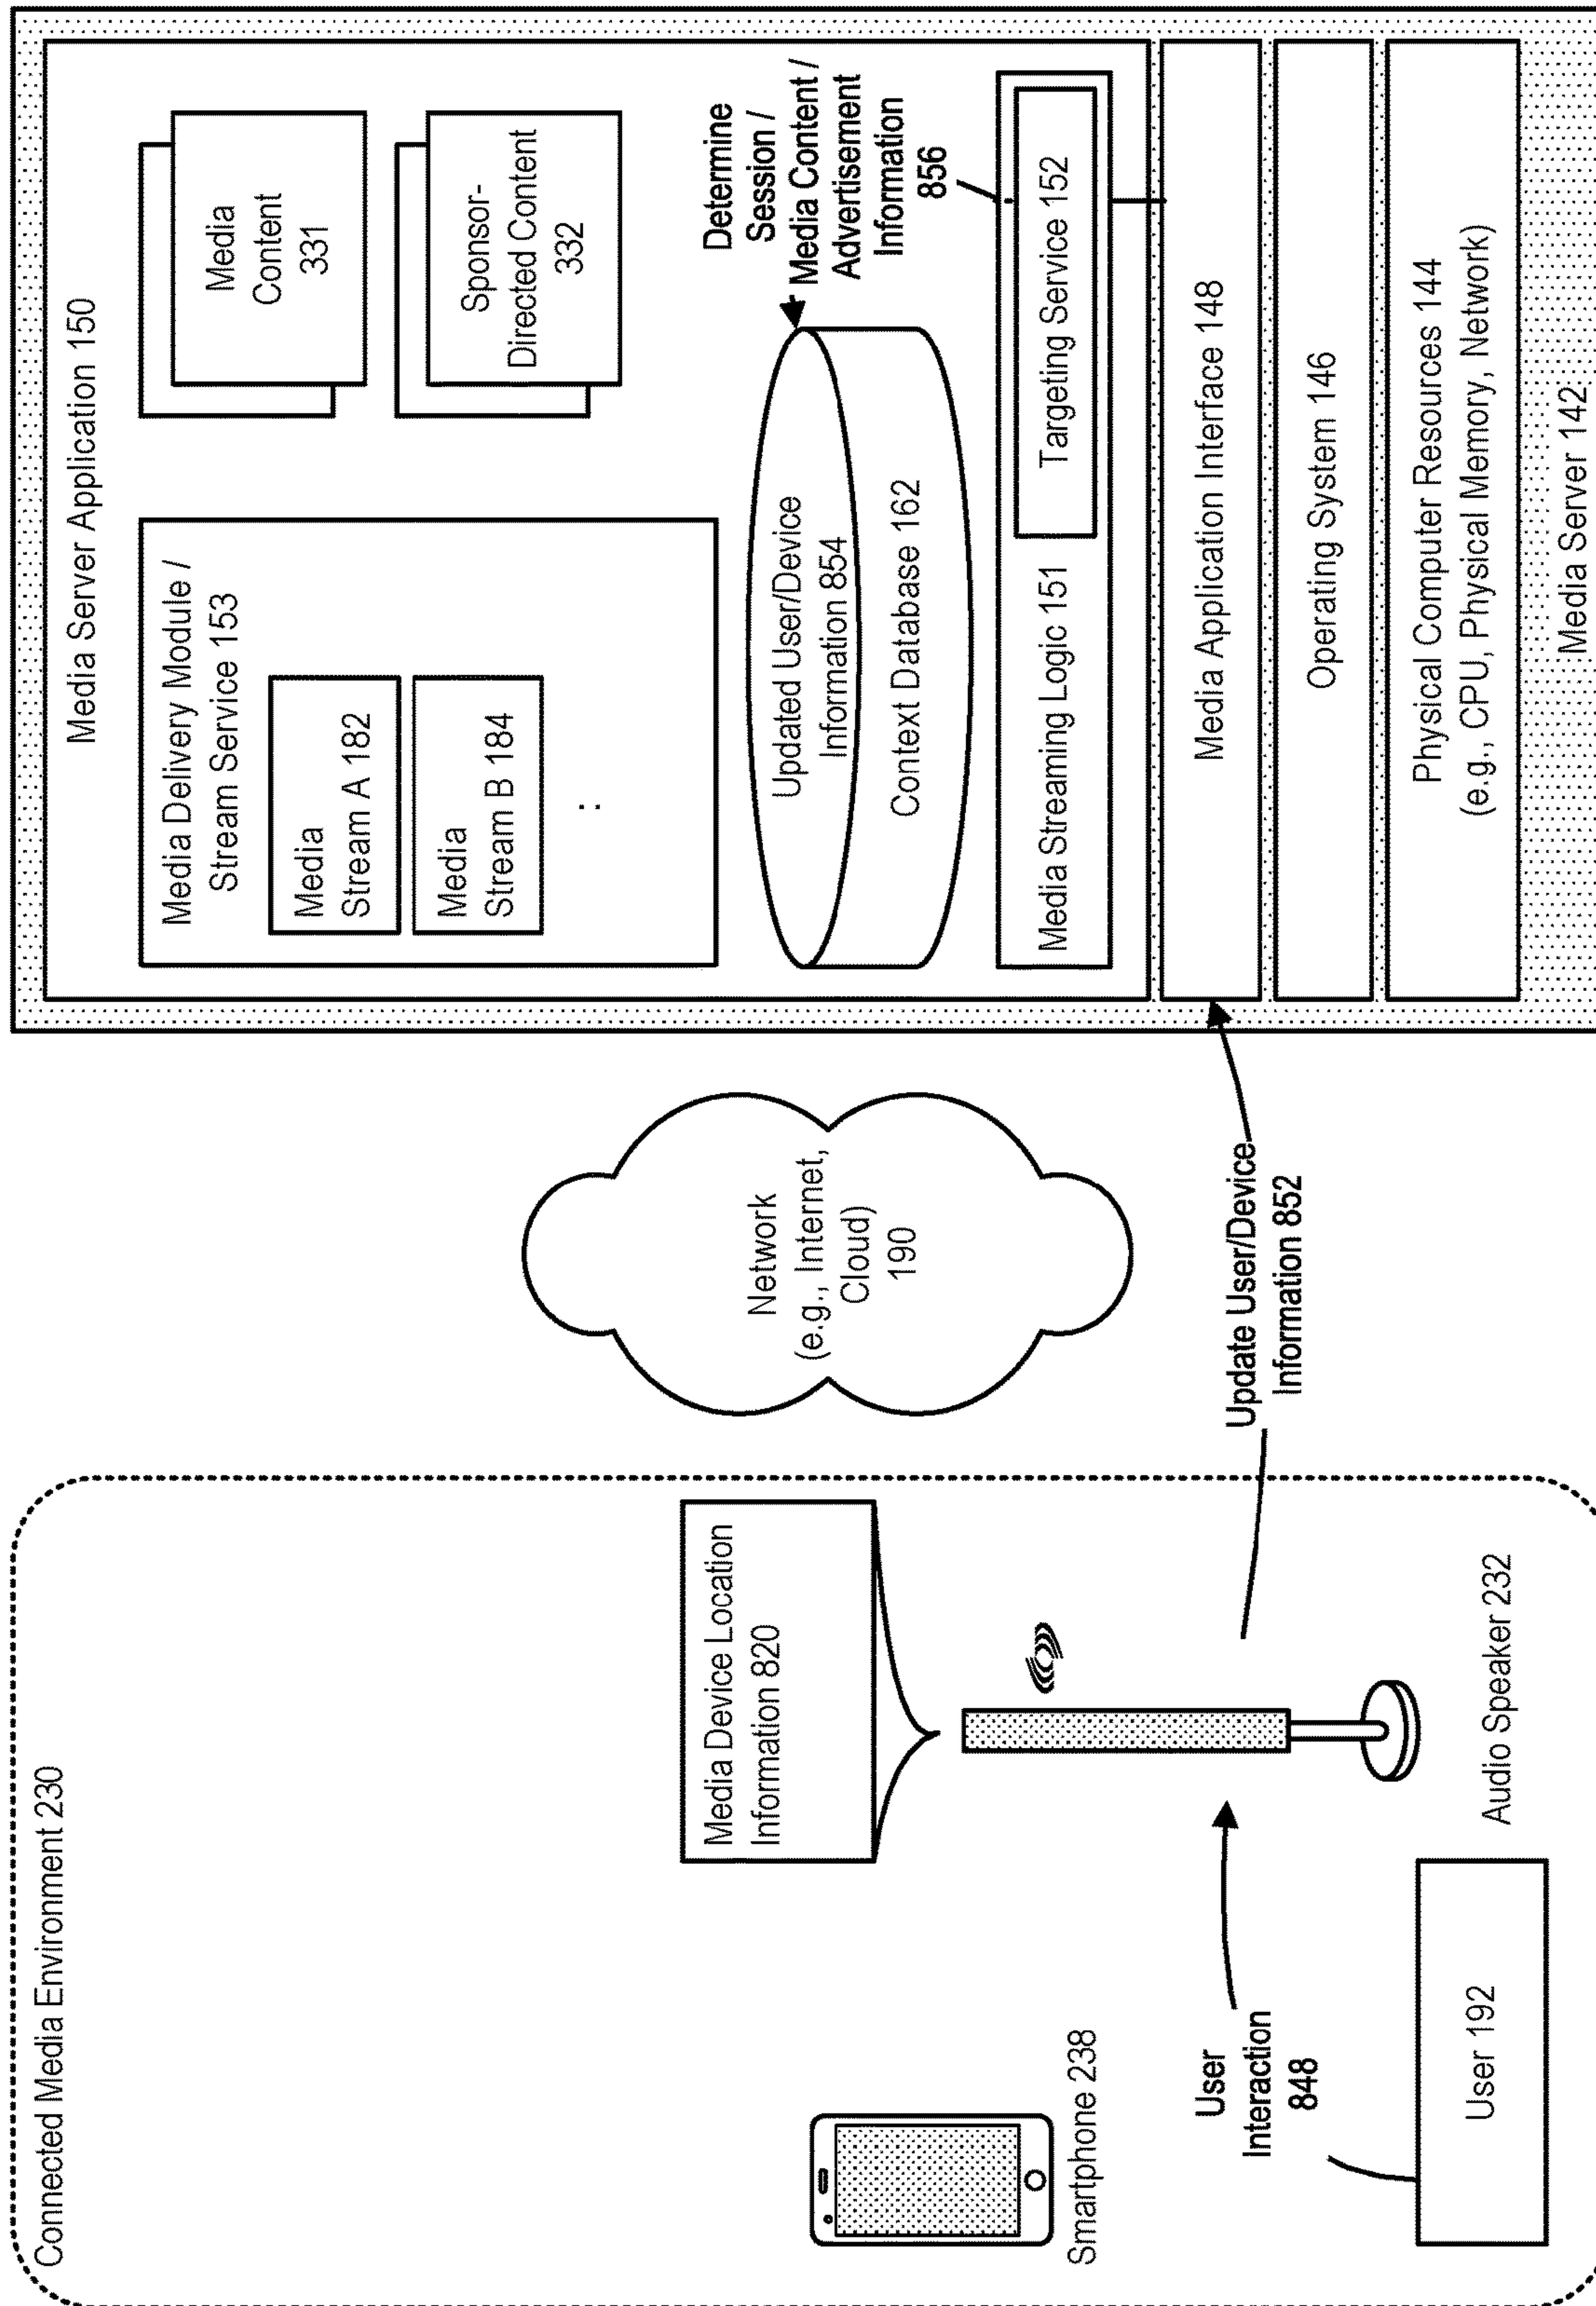 Connected Media Environment 230
Media Device Location
Information 820
Smartphone 238
User
Interaction
848
User 192
Audio Speaker 232
Network
(e.g., Internet,
Cloud)
190
Update User/Device
Information 852
Media Server Application 150
Media Delivery Module /
Stream Service 153
Media
Stream A 182
Media
Stream B 184
:
Media
Content
331
Sponsor-
Directed Content
332
Updated User/Device
Information 854
Context Database 162
Determine
Session /
Media Content /
Advertisement
Information
856
Media Streaming Logic 151
Targeting Service 152
Media Application Interface 148
Operating System 146
Physical Computer Resources 144
(e.g., CPU, Physical Memory, Network)
Media Server 142